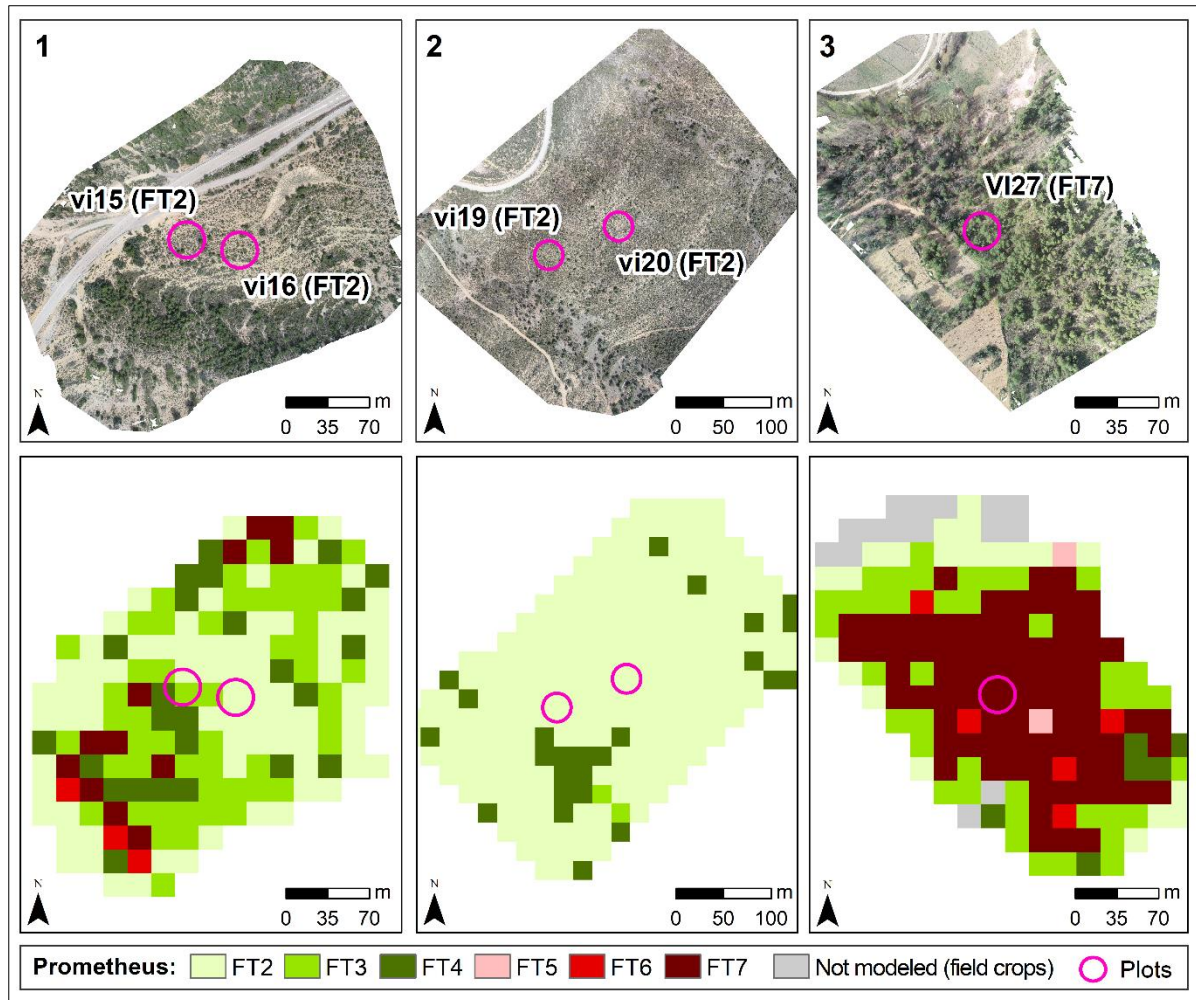 1
vi15 (FT2)
vi16 (FT2)
N
m
0 35 70
2
vi19 (FT2)
vi20 (FT2)
N
m
0 50 100
3
VI27 (FT7)
N
m
0 35 70
N
m
0 35 70
N
m
0 50 100
N
m
0 35 70
Prometheus: FT2 FT3 FT4 FT5 FT6 FT7 Not modeled (field crops) Plots